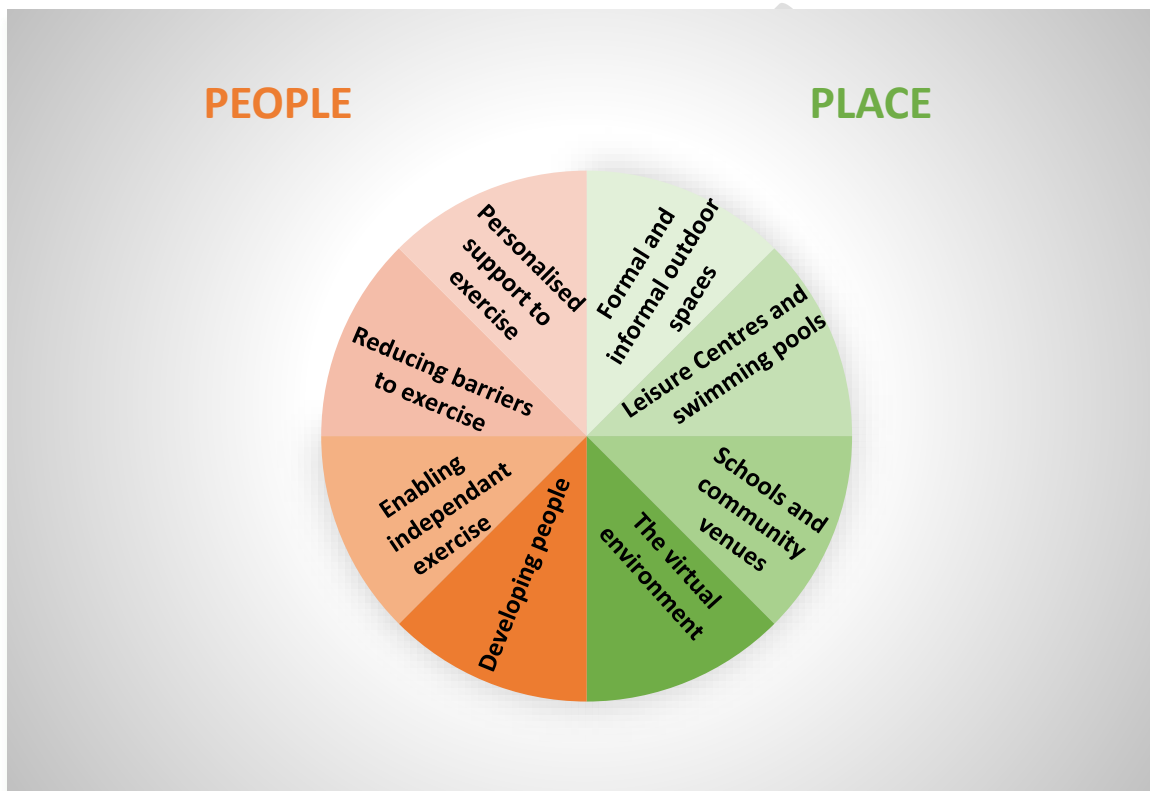 PEOPLE
PLACE
Personalised
support to
exercise
Formal and
informal outdoor
spaces
Reducing barriers
to exercise
Leisure Centres and
swimming pools
Enabling
independant
exercise
Schools and
community
venues
Developing people
The virtual
environment